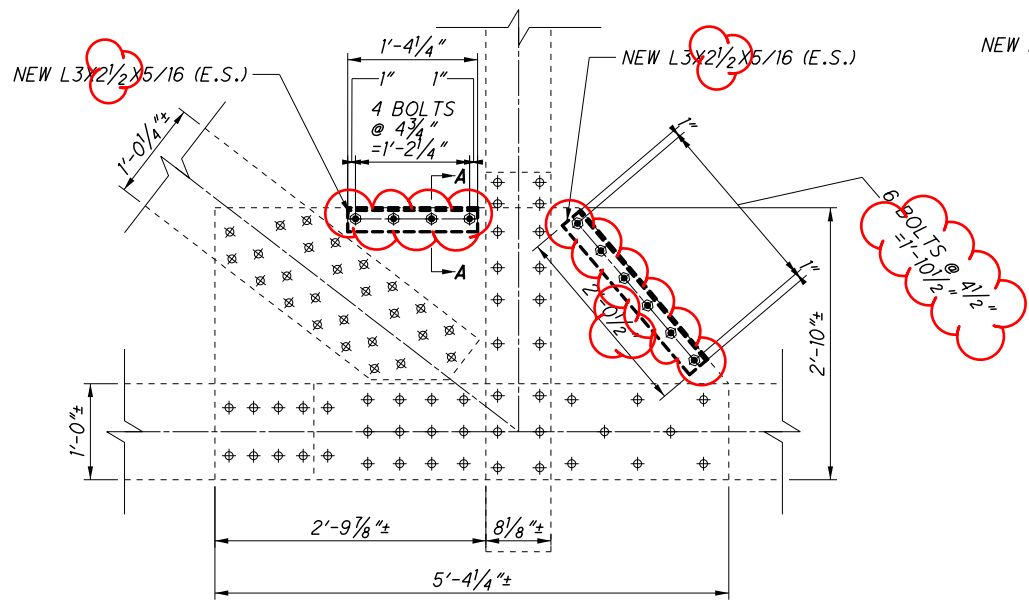 1'-4 1/4"
NEW L3X2 1/2X5/16 (E.S.)
NEW L3X2 1/2X5/16 (E.S.)
NEW
1" 1"
4 BOLTS
@ 4 3/4"
=1'-2 1/4"
1'-0 1/4"±
A
A
1"
1"
6 BOLTS @ 4 1/2"
=1'-10 1/2"
2'-0 1/2"
2'-10"±
1'-0"±
2'-9 7/8"±
8 1/8"±
5'-4 1/4"±